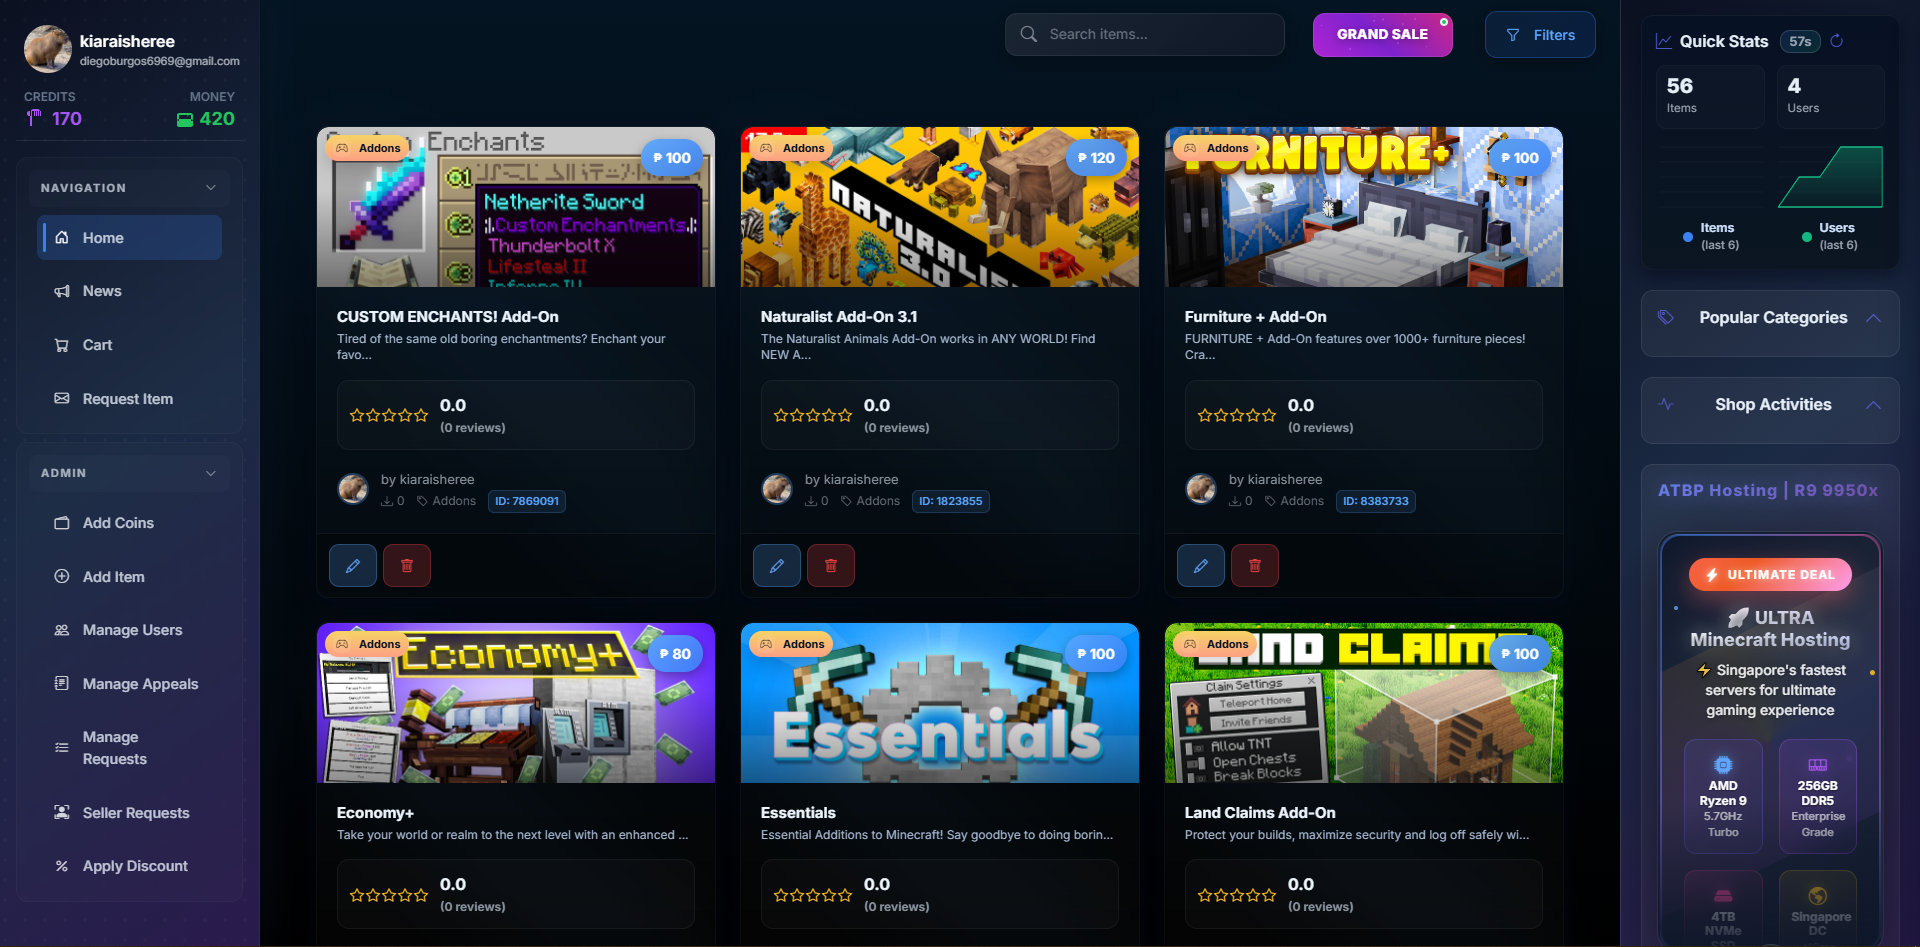 kiaraisheree
diegoburgos6969@gmail.com
CREDITS
MONEY
170
420
NAVIGATION
Home
News
Cart
Request Item
ADMIN
Add Coins
Add Item
Manage Users
Manage Appeals
Manage
Requests
Seller Requests
Apply Discount
Search items...
GRAND SALE
Filters
Enchants
Addons
₱ 100
Netherite Sword
Custom Enchantments
Thunderbolt X
Lifesteal II
CUSTOM ENCHANTS! Add-On
Tired of the same old boring enchantments? Enchant your
favo...
0.0
(0 reviews)
by kiaraisheree
0
Addons
ID: 7869091
Addons
₱ 120
NATURALIST
3.0
Naturalist Add-On 3.1
The Naturalist Animals Add-On works in ANY WORLD! Find
NEW A...
0.0
(0 reviews)
by kiaraisheree
0
Addons
ID: 1823855
Addons
FURNITURE+
₱ 100
Furniture + Add-On
FURNITURE + Add-On features over 1000+ furniture pieces!
Cra...
0.0
(0 reviews)
by kiaraisheree
0
Addons
ID: 8383733
Addons
Economy+
₱ 80
Economy+
Take your world or realm to the next level with an enhanced ...
0.0
(0 reviews)
Addons
₱ 100
Essentials
Essentials
Essential Additions to Minecraft! Say goodbye to doing borin...
0.0
(0 reviews)
Addons
LAND CLAIMS
₱ 100
Claim Settings
Teleport Home
Invite Friends
Allow TNT
Open Chests
Break Blocks
Land Claims Add-On
Protect your builds, maximize security and log off safely wi...
0.0
(0 reviews)
Quick Stats
57s
56
Items
4
Users
Items
(last 6)
Users
(last 6)
Popular Categories
Shop Activities
ATBP Hosting | R9 9950x
ULTIMATE DEAL
ULTRA
Minecraft Hosting
Singapore's fastest
servers for ultimate
gaming experience
AMD
Ryzen 9
5.7GHz
Turbo
256GB
DDR5
Enterprise
Grade
4TB
NVMe
SSD
Singapore
DC